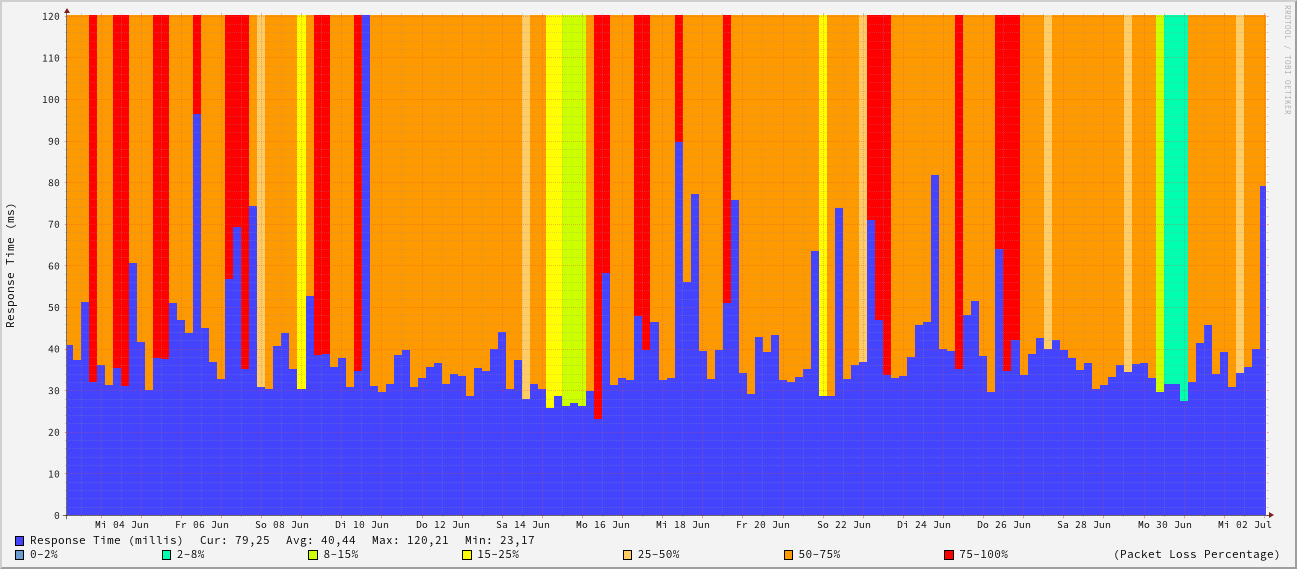 RRDTOOL / TOBI OETIKER
Response Time (ms)
120
110
100
90
80
70
60
50
40
30
20
10
0
Mi 04 Jun Fr 06 Jun So 08 Jun Di 10 Jun Do 12 Jun Sa 14 Jun Mo 16 Jun Mi 18 Jun Fr 20 Jun So 22 Jun Di 24 Jun Do 26 Jun Sa 28 Jun Mo 30 Jun Mi 02 Jul
Response Time (millis) Cur: 79,25 Avg: 40,44 Max: 120,21 Min: 23,17
0-2% 2-8% 8-15% 15-25% 25-50% 50-75% 75-100% (Packet Loss Percentage)